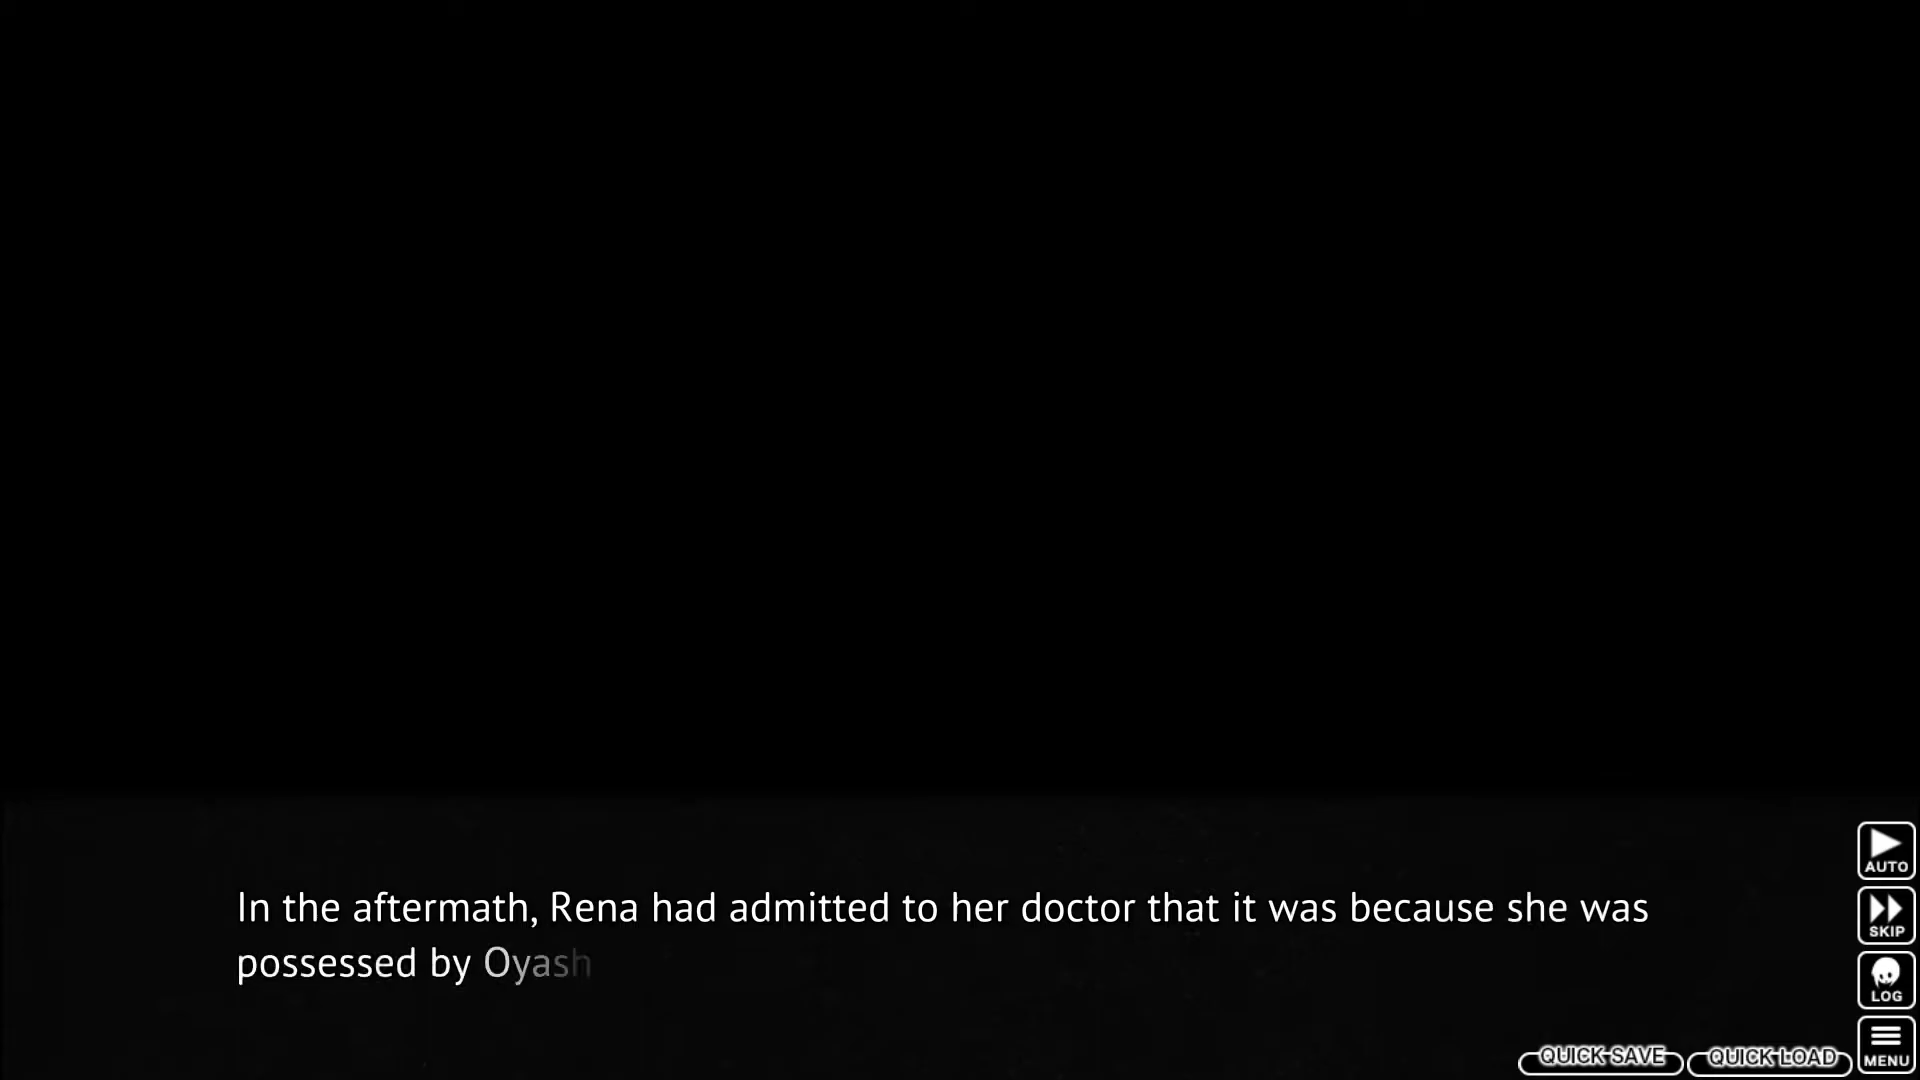 In the aftermath, Rena had admitted to her doctor that it was because she was
possessed by Oyash
AUTO
SKIP
LOG
MENU
QUICK SAVE
QUICK LOAD